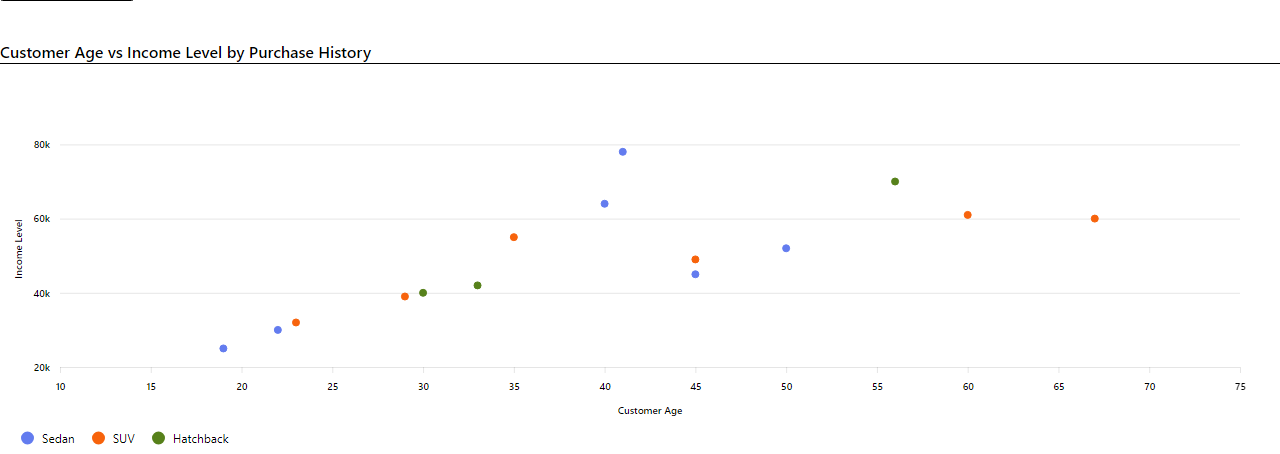 Customer Age vs Income Level by Purchase History
80k
60k
40k
20k
Income Level
10 15 20 25 30 35 40 45 50 55 60 65 70 75
Customer Age
Sedan SUV Hatchback